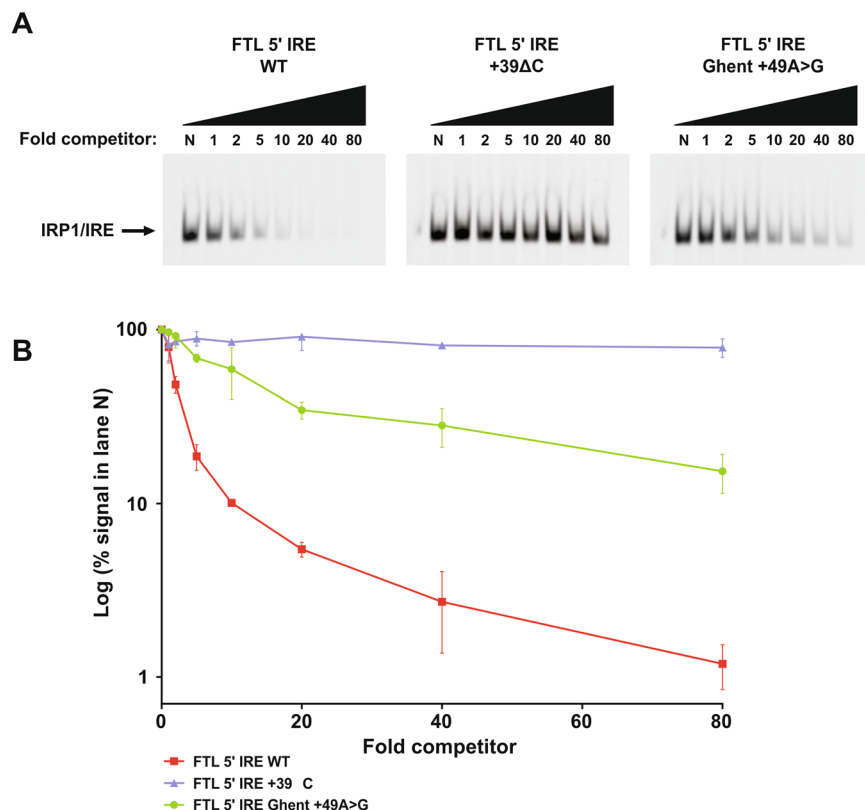 A
FTL 5' IRE
WT
FTL 5' IRE
+39ΔC
FTL 5' IRE
Ghent +49A>G
Fold competitor: N 1 2 5 10 20 40 80 N 1 2 5 10 20 40 80 N 1 2 5 10 20 40 80
IRP1/IRE
B
Log (% signal in lane N)
100
10
1
0 20 40 60 80
Fold competitor
FTL 5' IRE WT
FTL 5' IRE +39 C
FTL 5' IRE Ghent +49A>G